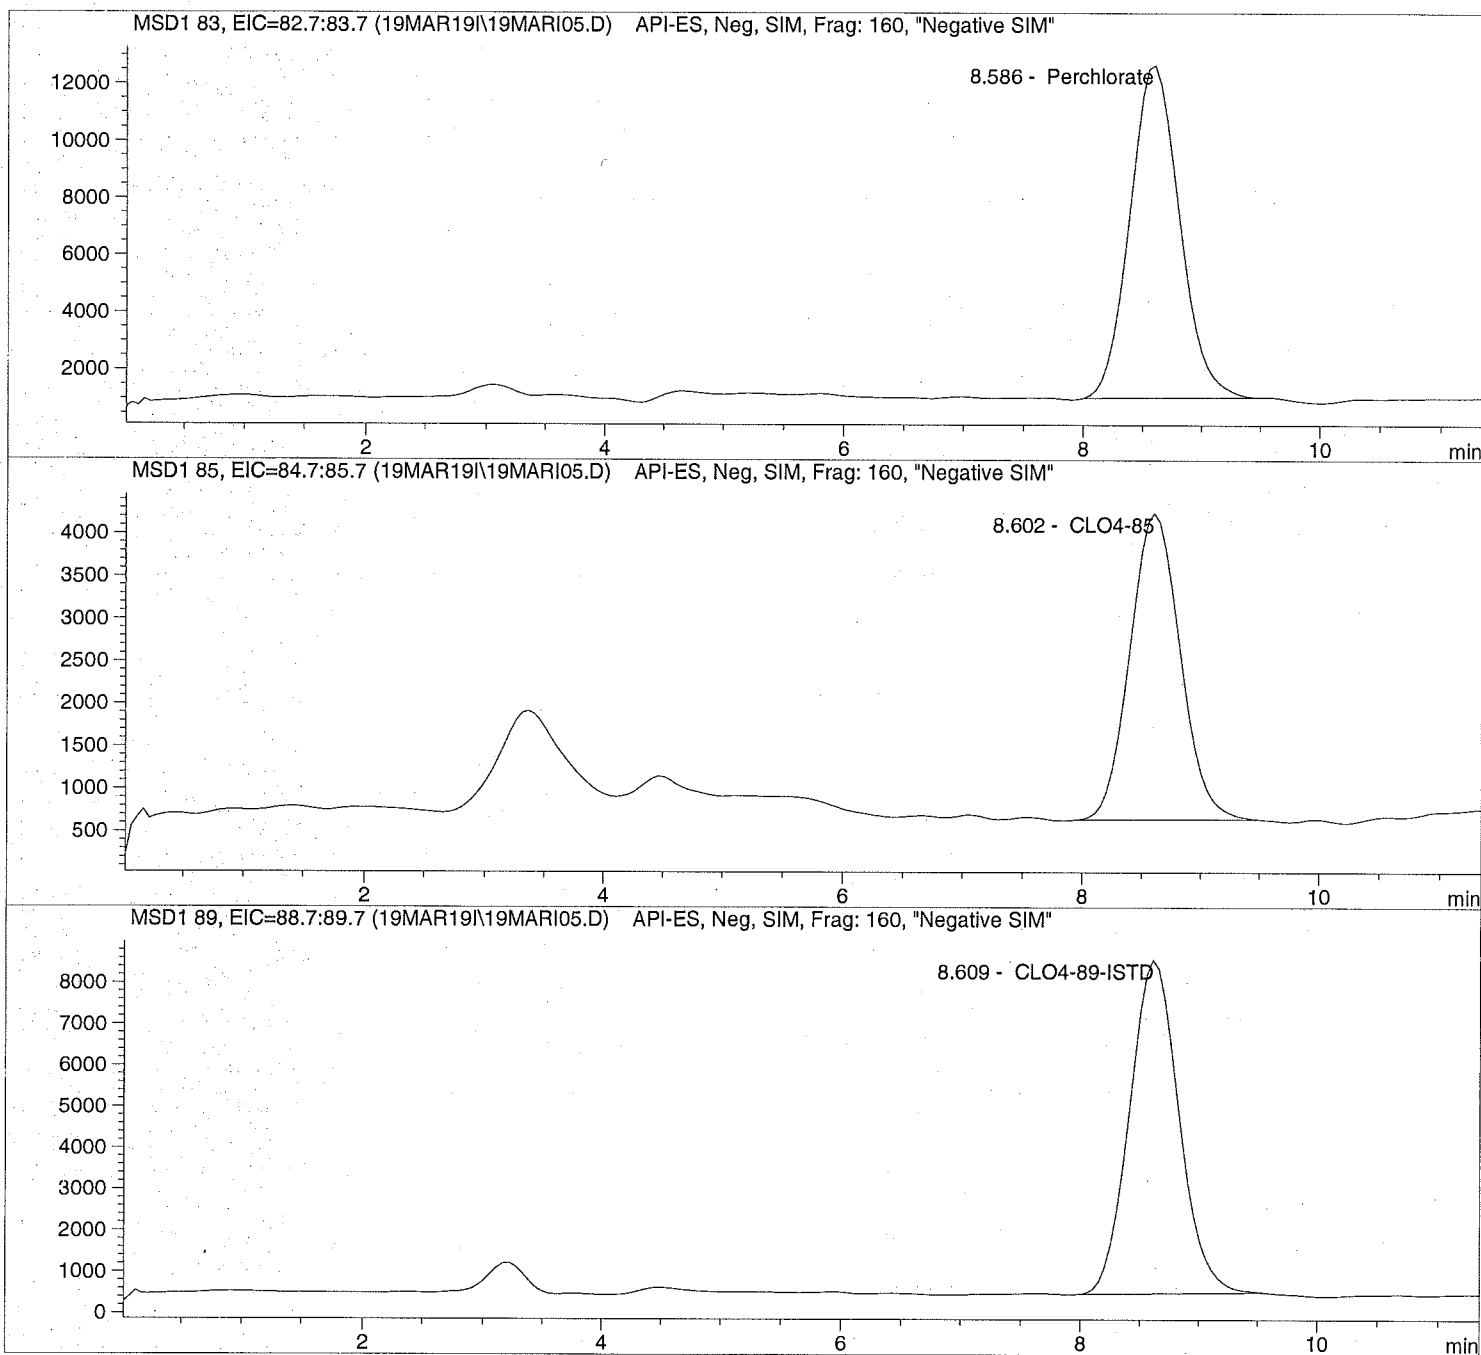 MSD1 83, EIC=82.7:83.7 (19MAR19I\19MARI05.D) API-ES, Neg, SIM, Frag: 160, "Negative SIM"
8.586 - Perchlorate
12000
10000
8000
6000
4000
2000
2 4 6 8 10 min
MSD1 85, EIC=84.7:85.7 (19MAR19I\19MARI05.D) API-ES, Neg, SIM, Frag: 160, "Negative SIM"
8.602 - CLO4-85
4000
3500
3000
2500
2000
1500
1000
500
2 4 6 8 10 min
MSD1 89, EIC=88.7:89.7 (19MAR19I\19MARI05.D) API-ES, Neg, SIM, Frag: 160, "Negative SIM"
8.609 - CLO4-89-ISTD
8000
7000
6000
5000
4000
3000
2000
1000
0
2 4 6 8 10 min